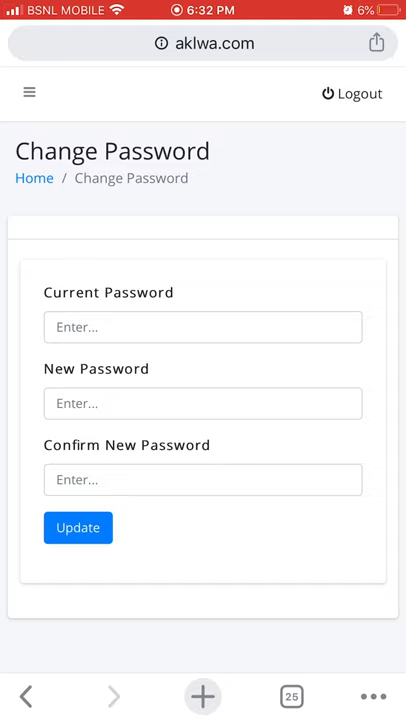 BSNL MOBILE 6:32 PM 6%
aklwa.com
Logout
Change Password
Home / Change Password
Current Password
Enter...
New Password
Enter...
Confirm New Password
Enter...
Update
25